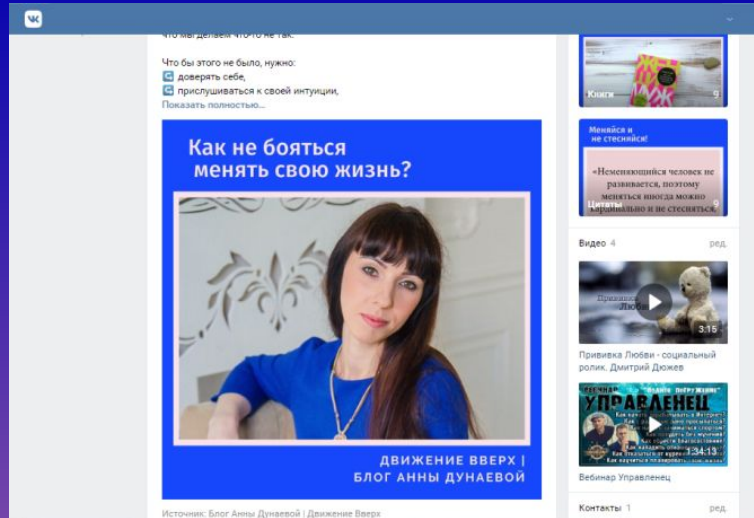 что мы делаем что-то не так.
Что бы этого не было, нужно:
доверять себе,
прислушиваться к своей интуиции,
Показать полностью...
Как не бояться
менять свою жизнь?
ДВИЖЕНИЕ ВВЕРХ |
БЛОГ АННЫ ДУНАЕВОЙ
Источник: Блог Анны Дунаевой | Движение Вверх
Книги 9
Меняйся и
не стесняйся!
«Неменяющийся человек не
развивается, поэтому
меняться иногда можно
кардинально и не стесняться,
Цитаты 9
Видео 4 ред.
Прививка
Любви
3:15
Прививка Любви - социальный
ролик. Дмитрий Дюжев
УПРАВЛЕНЕЦ
1:34:13
Вебинар Управленец
Контакты 1 ред.